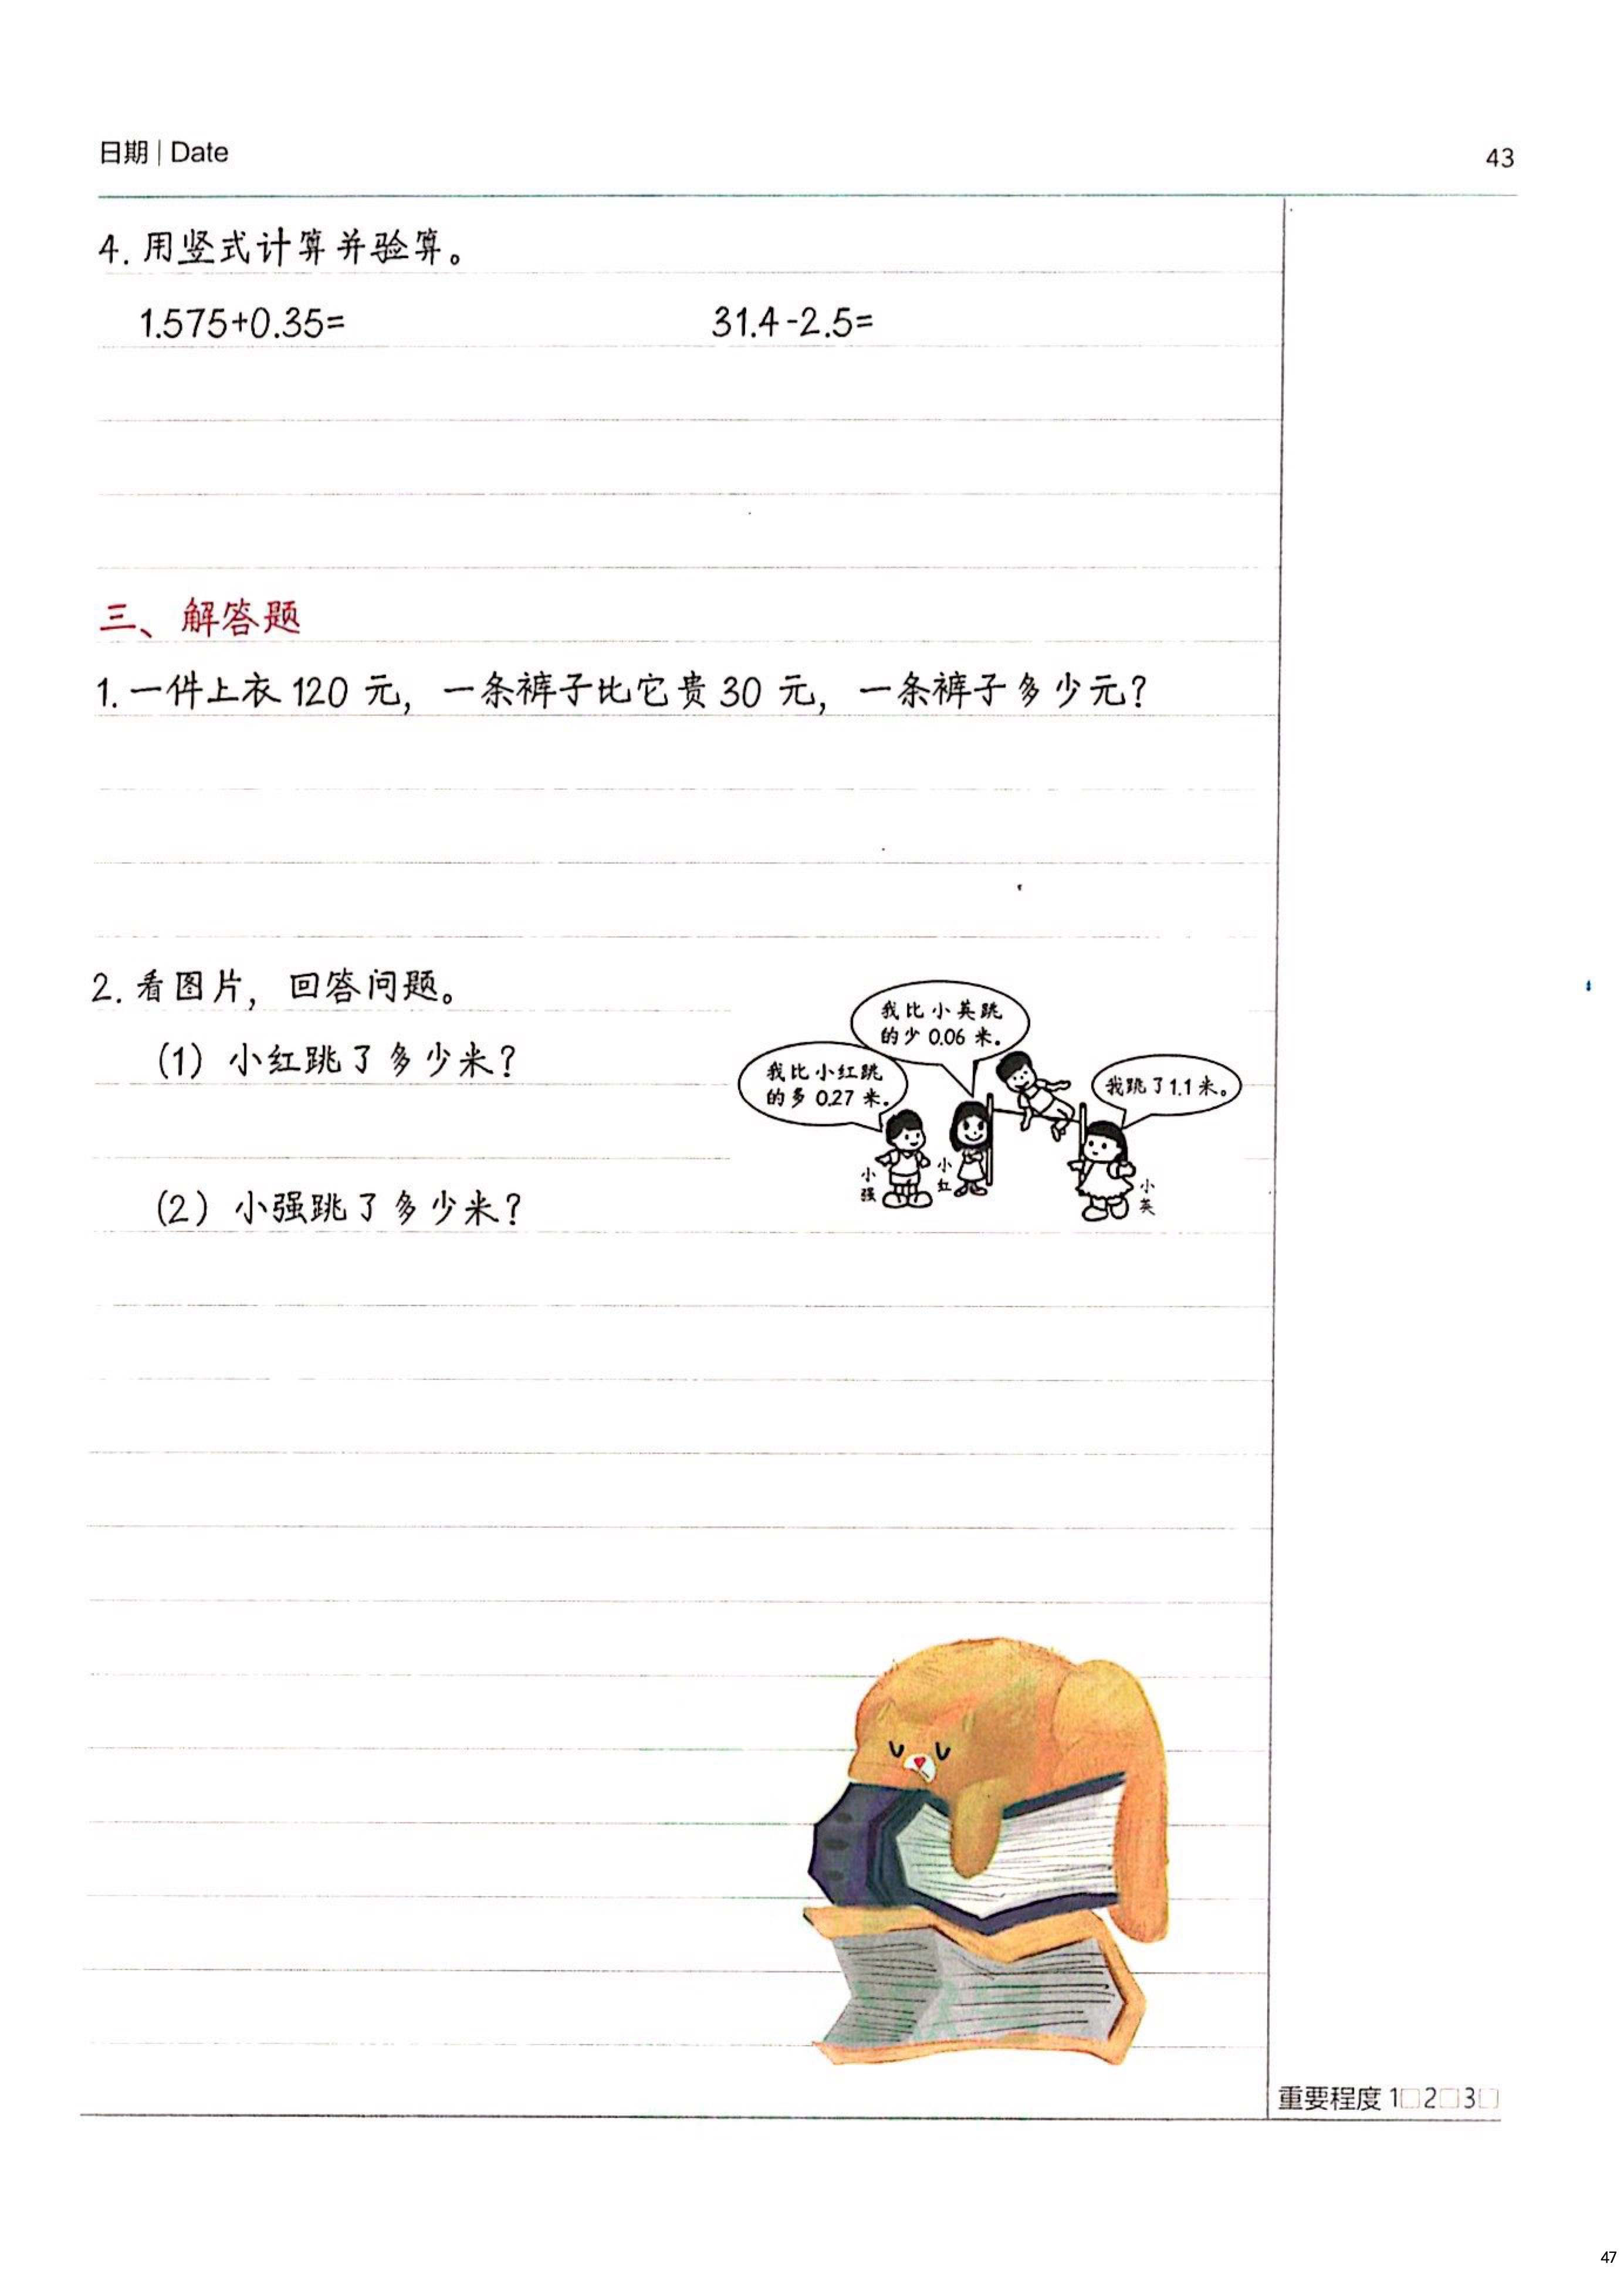 日期 | Date
43
4. 用竖式计算并验算。
1.575+0.35=
31.4-2.5=
三、解答题
1. 一件上衣 120 元，一条裤子比它贵 30 元，一条裤子多少元？
2. 看图片，回答问题。
（1）小红跳了多少米？
我比小英跳
的少 0.06 米。
我比小红跳
的多 0.27 米。
我跳了1.1米。
小强
小红
小英
（2）小强跳了多少米？
重要程度 1□2□3□
47